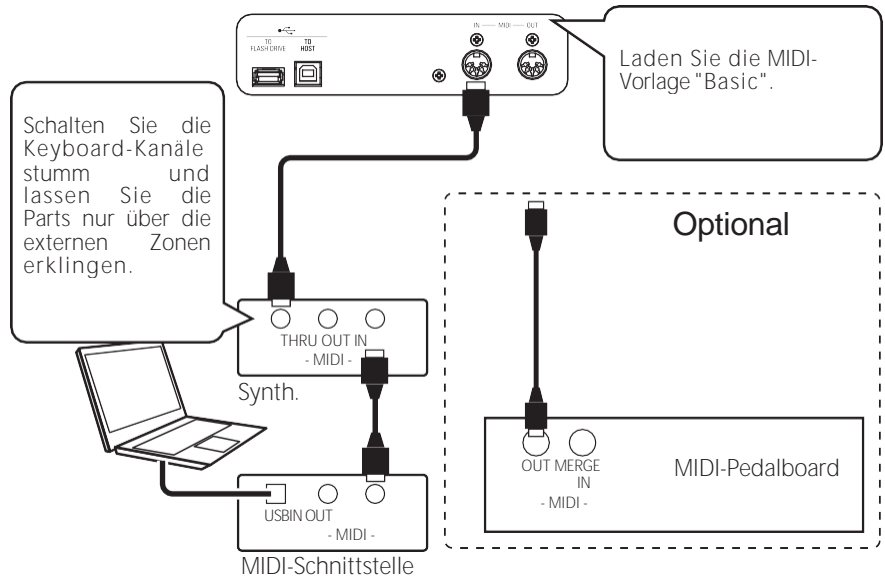 IN MIDI OUT
TO FLASH DRIVE
TO HOST
Laden Sie die MIDI-
Vorlage "Basic".
Schalten Sie die
Keyboard-Kanäle
stumm und
lassen Sie die
Parts nur über die
externen Zonen
erklingen.
Optional
THRU OUT IN
- MIDI -
Synth.
OUT MERGE
IN
- MIDI -
MIDI-Pedalboard
USBIN OUT
- MIDI -
MIDI-Schnittstelle